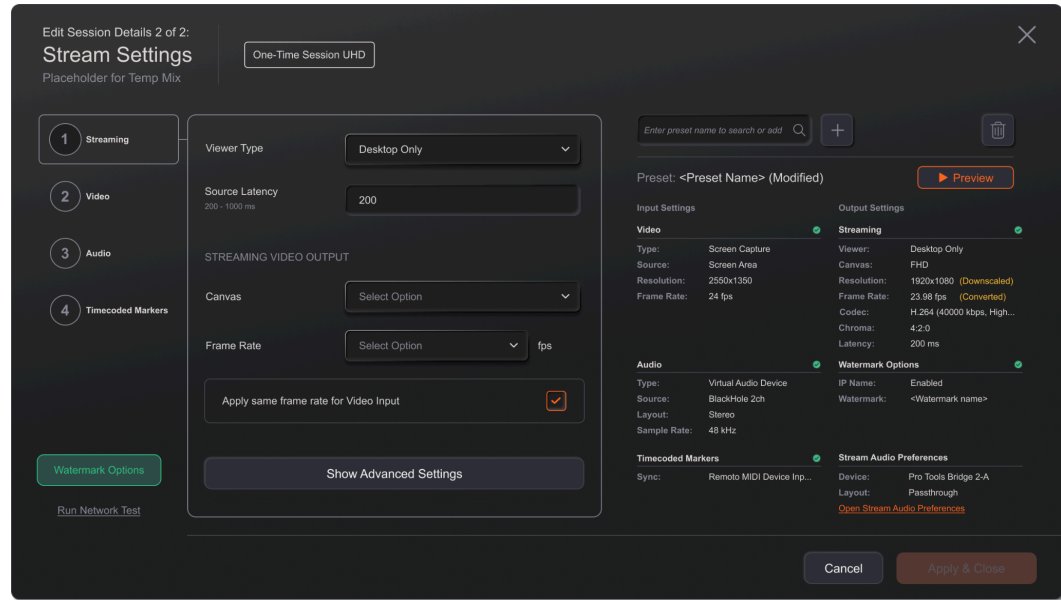 Edit Session Details 2 of 2:
Stream Settings
Placeholder for Temp Mix
One-Time Session UHD
1 Streaming
2 Video
3 Audio
4 Timecoded Markers
Watermark Options
Run Network Test
Viewer Type
Desktop Only
Source Latency
200 - 1000 ms
200
STREAMING VIDEO OUTPUT
Canvas
Select Option
Frame Rate
Select Option
fps
Apply same frame rate for Video Input
Show Advanced Settings
Enter preset name to search or add
Preset: <Preset Name> (Modified)
Preview
Input Settings
Video
Type: Screen Capture
Source: Screen Area
Resolution: 2550x1350
Frame Rate: 24 fps
Audio
Type: Virtual Audio Device
Source: BlackHole 2ch
Layout: Stereo
Sample Rate: 48 kHz
Timecoded Markers
Sync: Remoto MIDI Device Inp...
Output Settings
Streaming
Viewer: Desktop Only
Canvas: FHD
Resolution: 1920x1080 (Downscaled)
Frame Rate: 23.98 fps (Converted)
Codec: H.264 (40000 kbps, High...
Chroma: 4:2:0
Latency: 200 ms
Watermark Options
IP Name: Enabled
Watermark: <Watermark name>
Stream Audio Preferences
Device: Pro Tools Bridge 2-A
Layout: Passthrough
Open Stream Audio Preferences
Cancel
Apply & Close